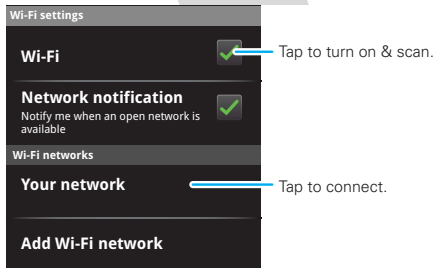 Wi-Fi settings
Wi-Fi
Tap to turn on & scan.
Network notification
Notify me when an open network is
available
Wi-Fi networks
Your network
Tap to connect.
Add Wi-Fi network